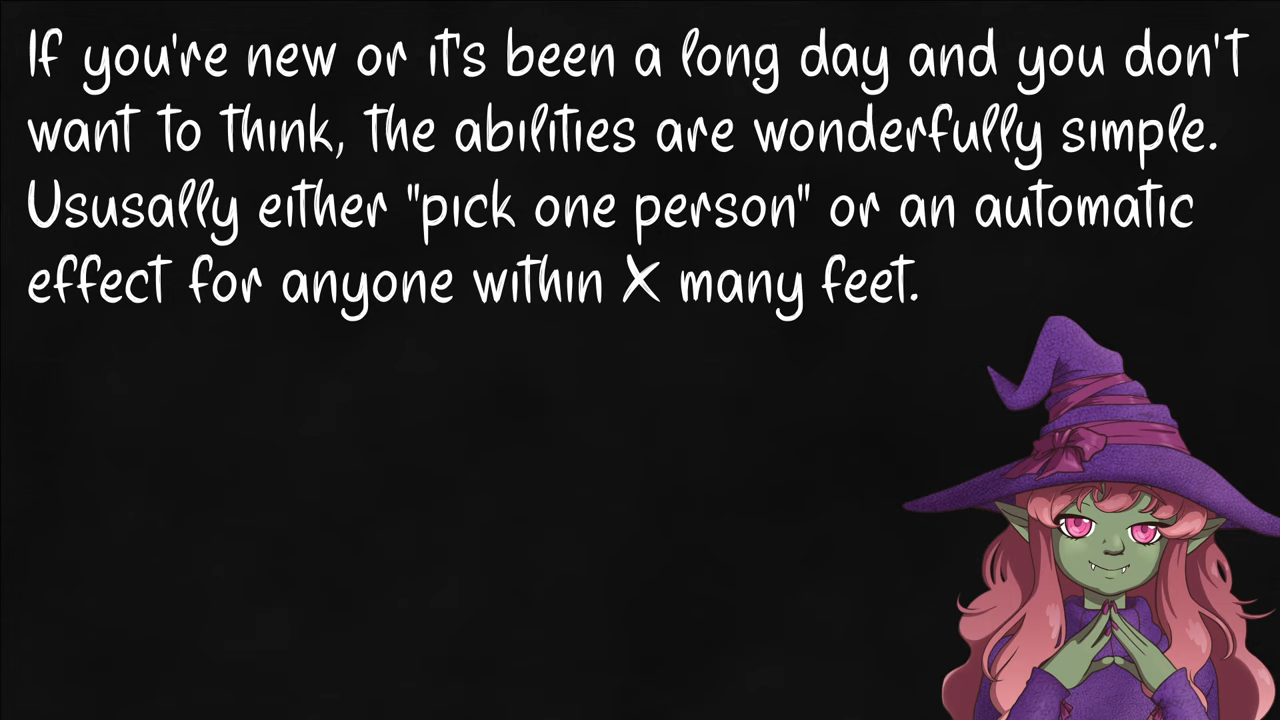 If you're new or it's been a long day and you don't
want to think, the abilities are wonderfully simple.
Ususally either "pick one person" or an automatic
effect for anyone within X many feet.